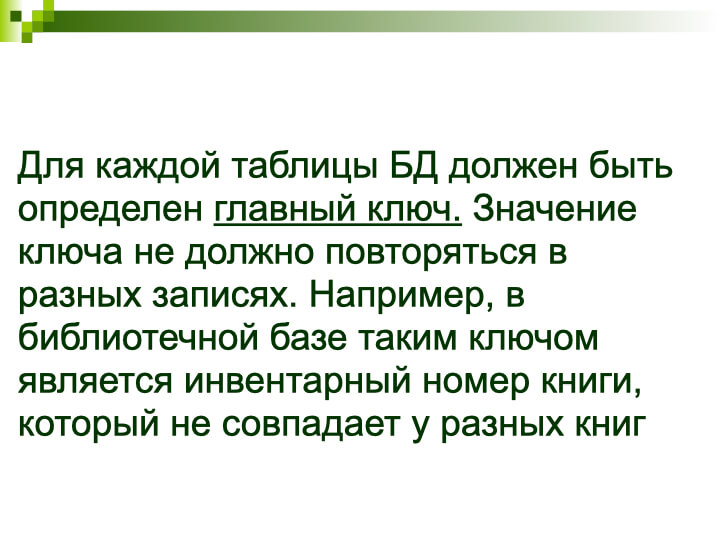 Для каждой таблицы БД должен быть
определен главный ключ. Значение
ключа не должно повторяться в
разных записях. Например, в
библиотечной базе таким ключом
является инвентарный номер книги,
который не совпадает у разных книг